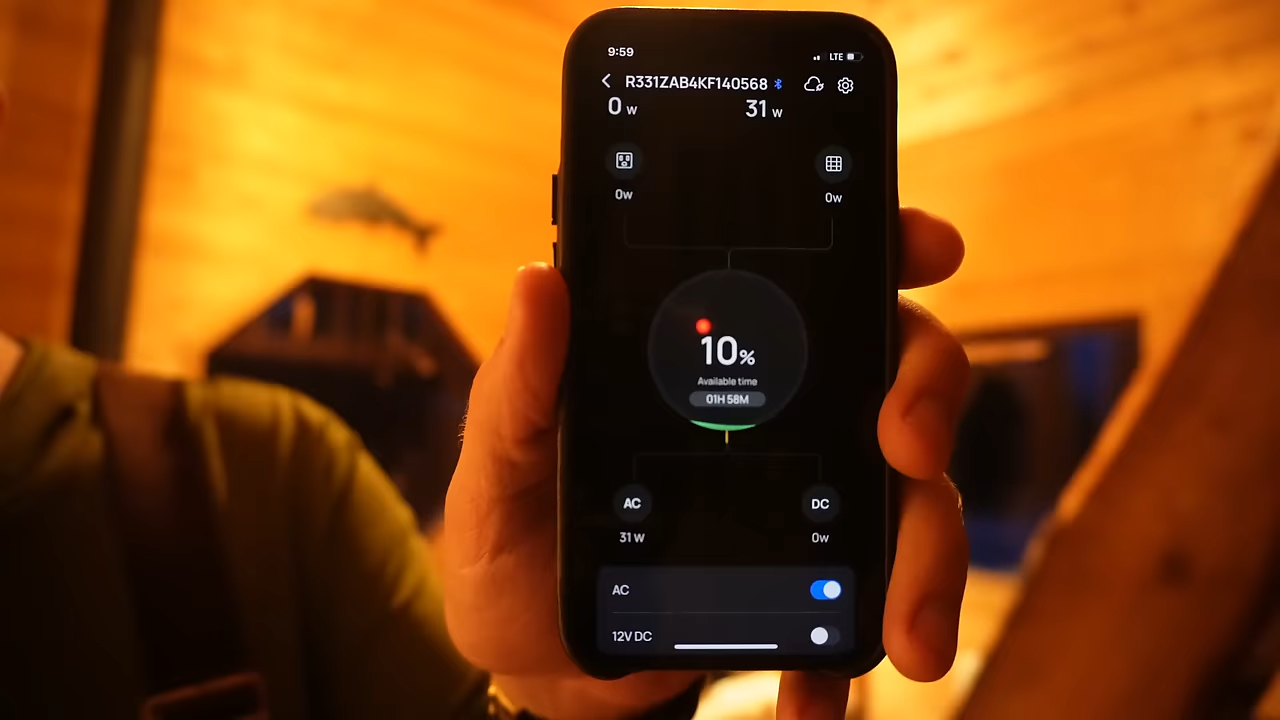 9:59
LTE
R331ZAB4KF140568
0 w
31 w
0w
0w
10%
Available time
01H 58M
AC
DC
31 W
0w
AC
12V DC